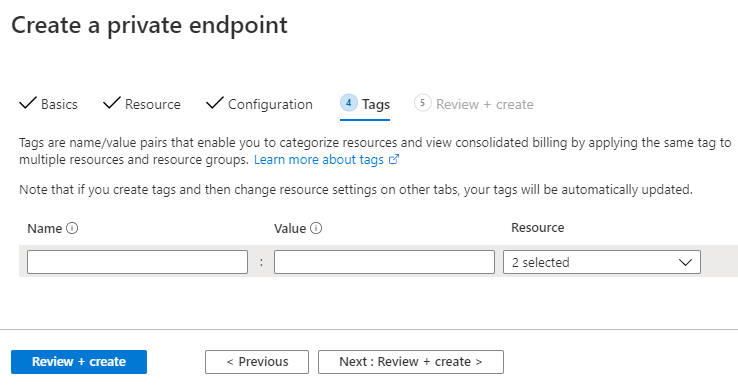 Create a private endpoint
Basics Resource Configuration 4 Tags 5 Review + create
Tags are name/value pairs that enable you to categorize resources and view consolidated billing by applying the same tag to
multiple resources and resource groups. Learn more about tags
Note that if you create tags and then change resource settings on other tabs, your tags will be automatically updated.
Name Value Resource
: 2 selected
Review + create < Previous Next : Review + create >